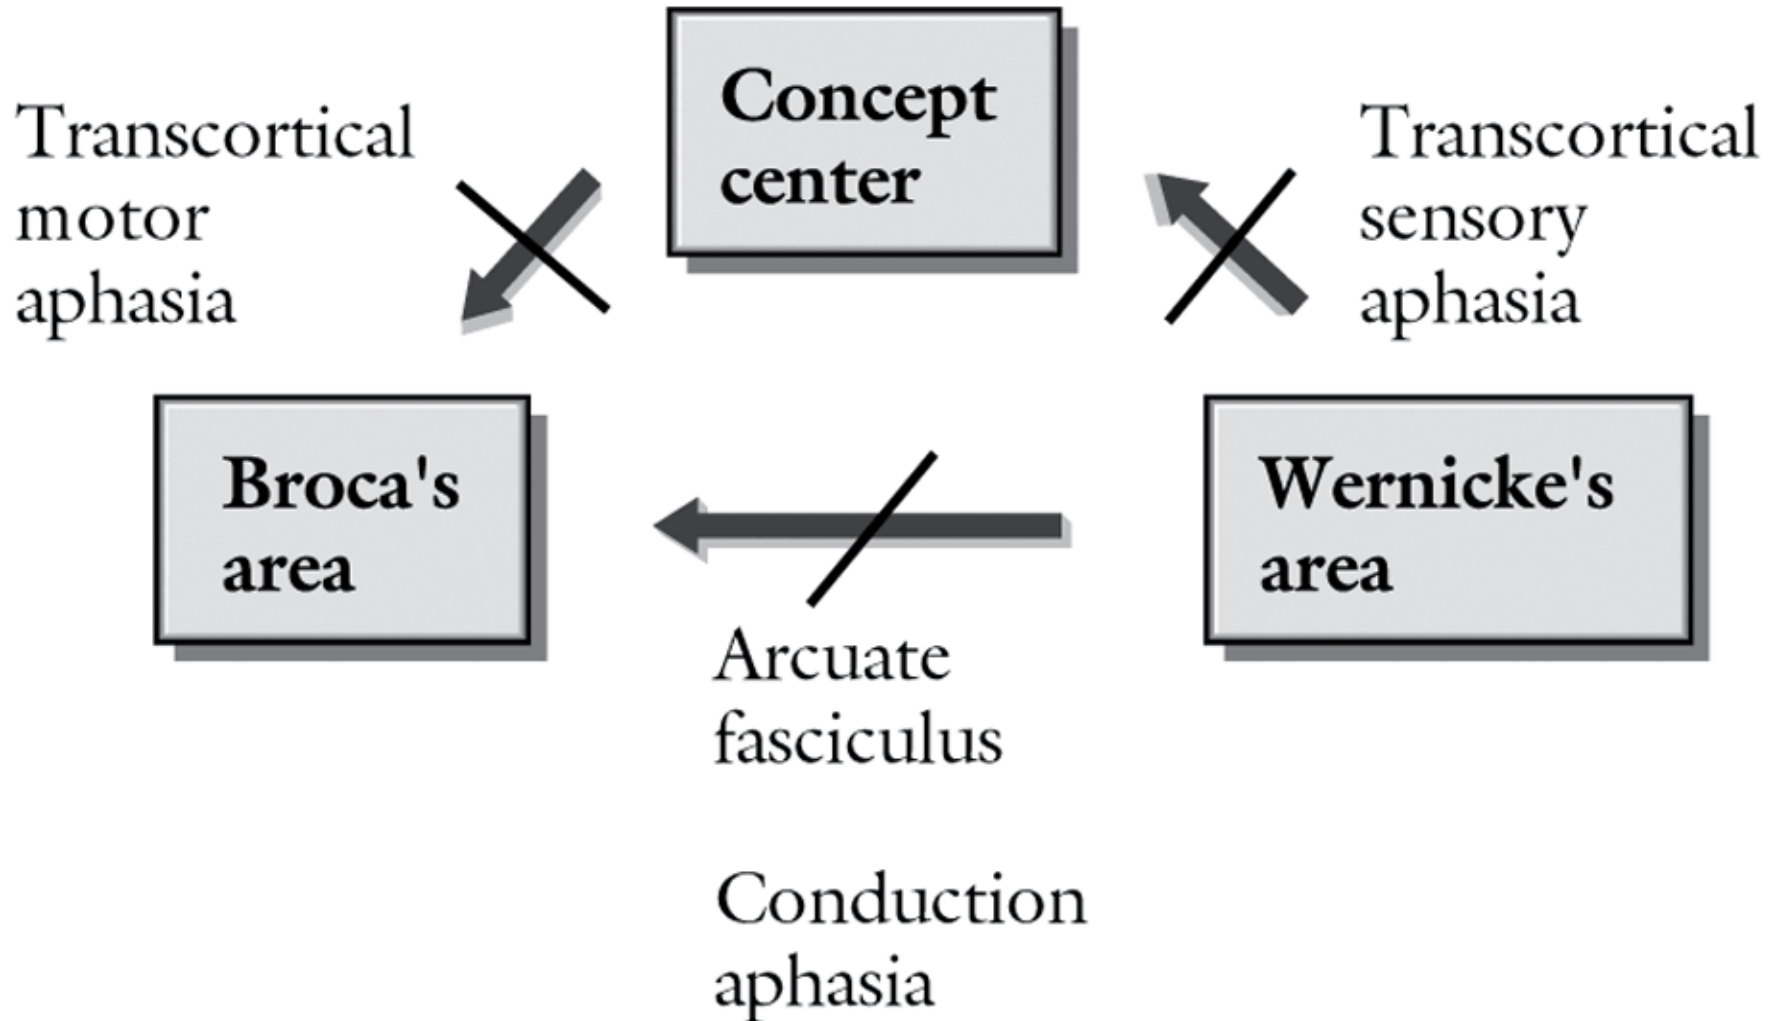 Concept
center
Transcortical
motor
aphasia
Transcortical
sensory
aphasia
Broca's
area
Wernicke's
area
Arcuate
fasciculus
Conduction
aphasia